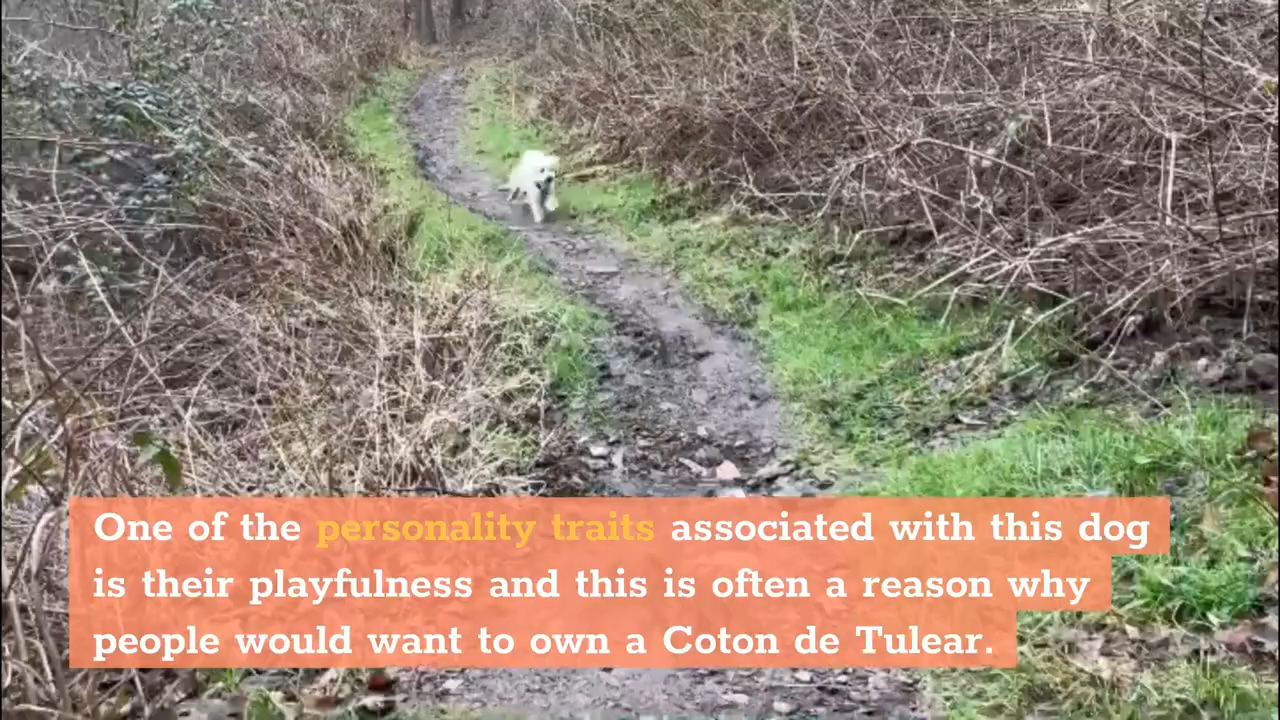 One of the personality traits associated with this dog
is their playfulness and this is often a reason why
people would want to own a Coton de Tulear.